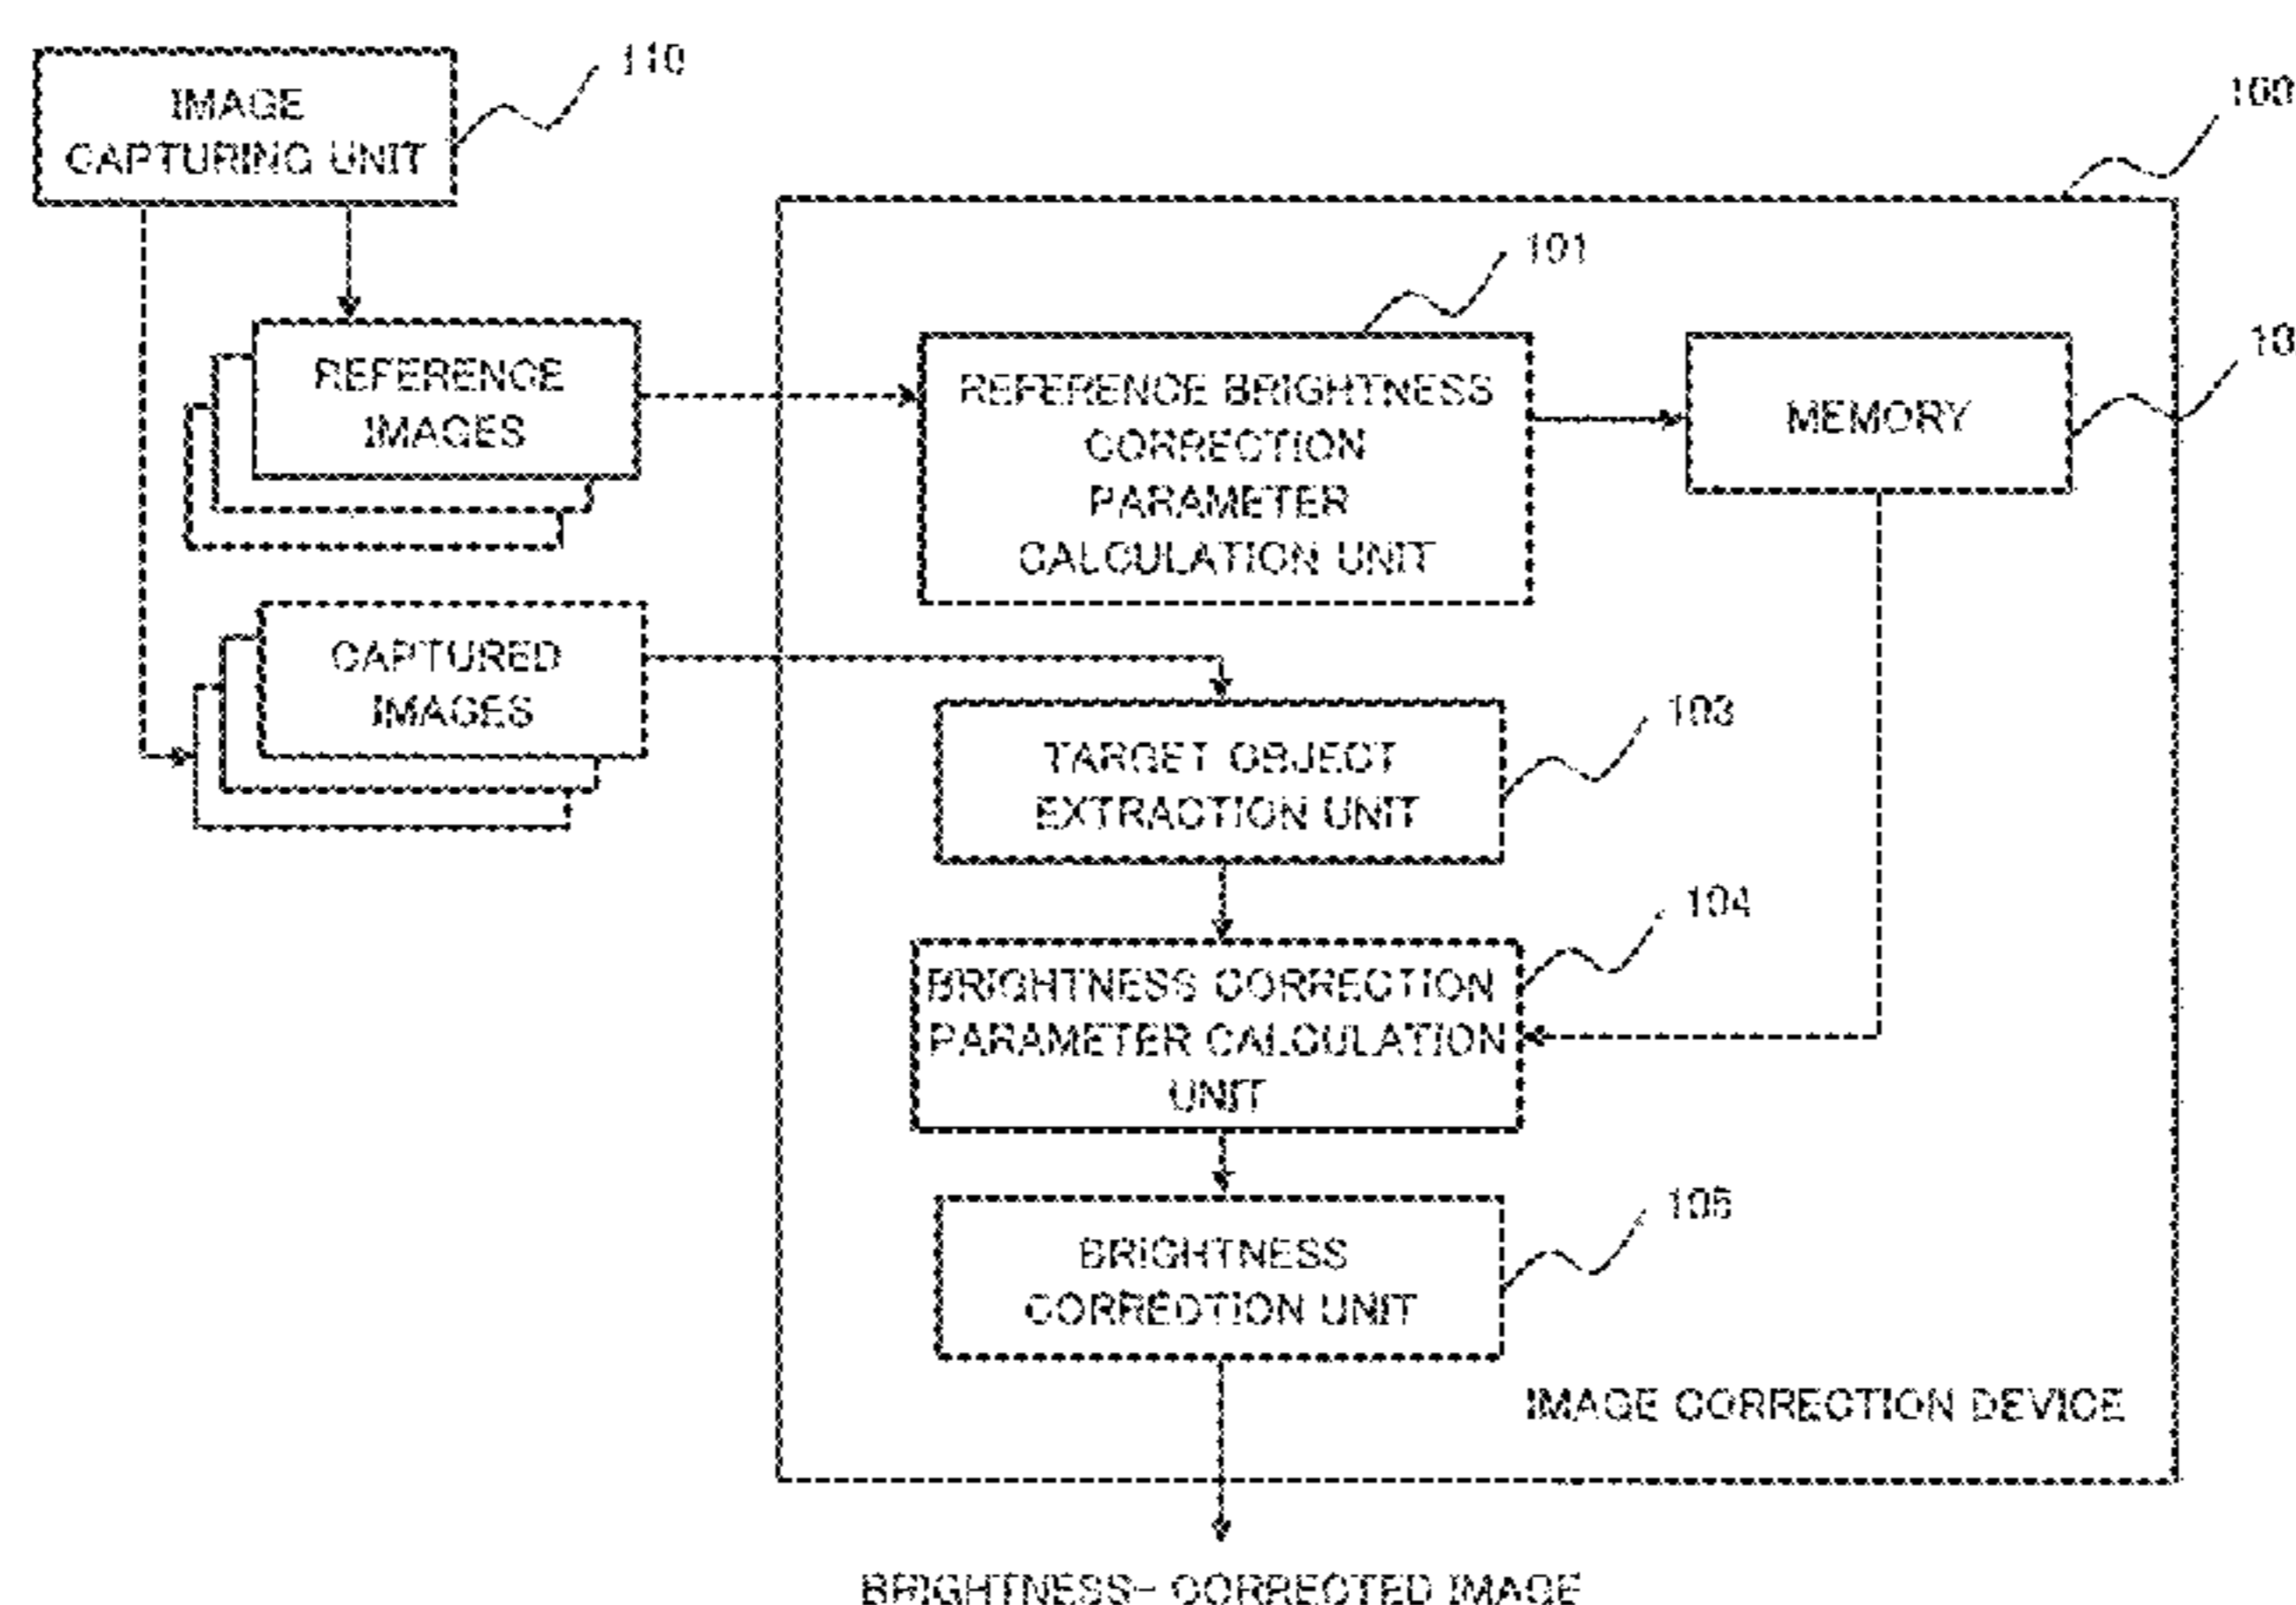 IMAGE
CAPTURING UNIT
110
100
REFERENCE
IMAGES
101
REFERENCE BRIGHTNESS
CORRECTION
PARAMETER
CALCULATION UNIT
MEMORY
10
CAPTURED
IMAGES
103
TARGET OBJECT
EXTRACTION UNIT
104
BRIGHTNESS CORRECTION
PARAMETER CALCULATION
UNIT
BRIGHTNESS
CORRECTION UNIT
IMAGE CORRECTION DEVICE
BRIGHTNESS- CORRECTED IMAGE